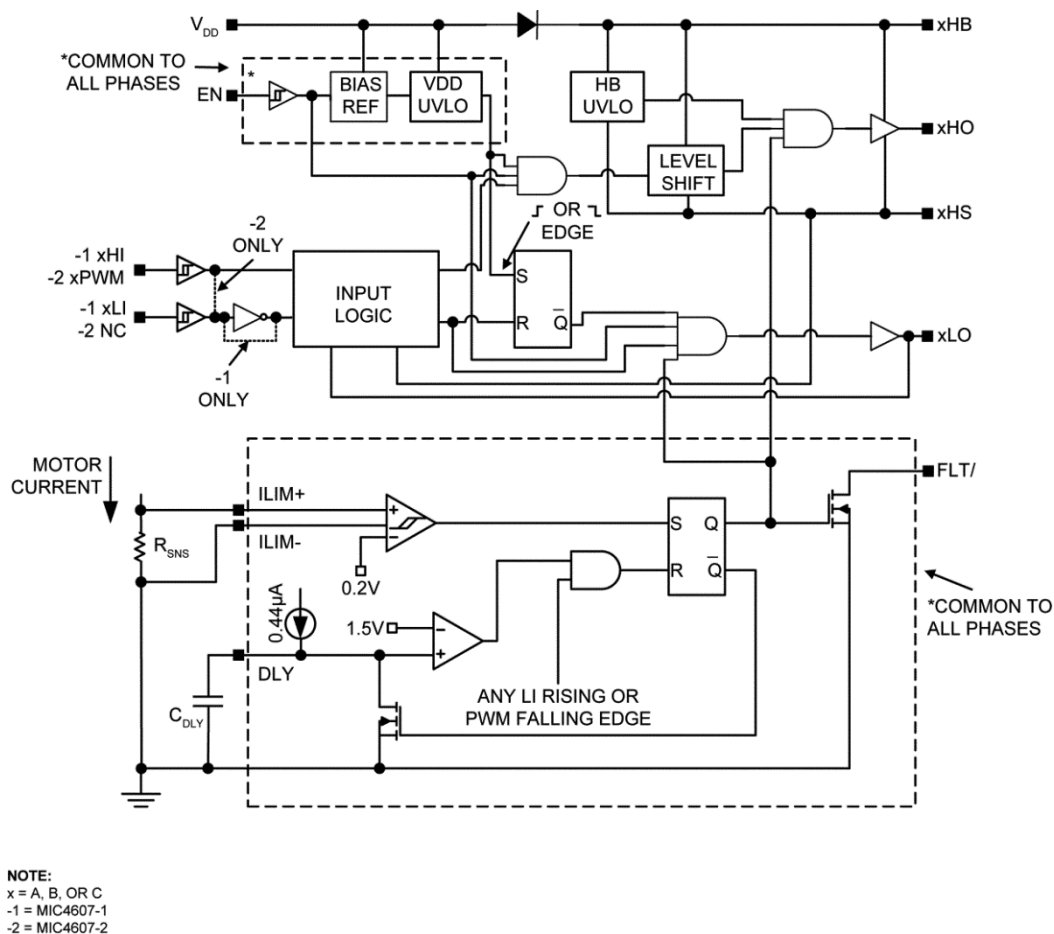 V_DD
xHB
*COMMON TO
ALL PHASES
*
EN
BIAS
REF
VDD
UVLO
HB
UVLO
xHO
LEVEL
SHIFT
xHS
OR
EDGE
-2
ONLY
-1 xHI
-2 xPWM
-1 xLI
-2 NC
INPUT
LOGIC
S
R
Q
xLO
-1
ONLY
MOTOR
CURRENT
ILIM+
ILIM-
R_SNS
+
-
0.2V
S
Q
R
Q
FLT/
0.44µA
1.5V
-
+
DLY
C_DLY
ANY LI RISING OR
PWM FALLING EDGE
*COMMON TO
ALL PHASES
NOTE:
x = A, B, OR C
-1 = MIC4607-1
-2 = MIC4607-2